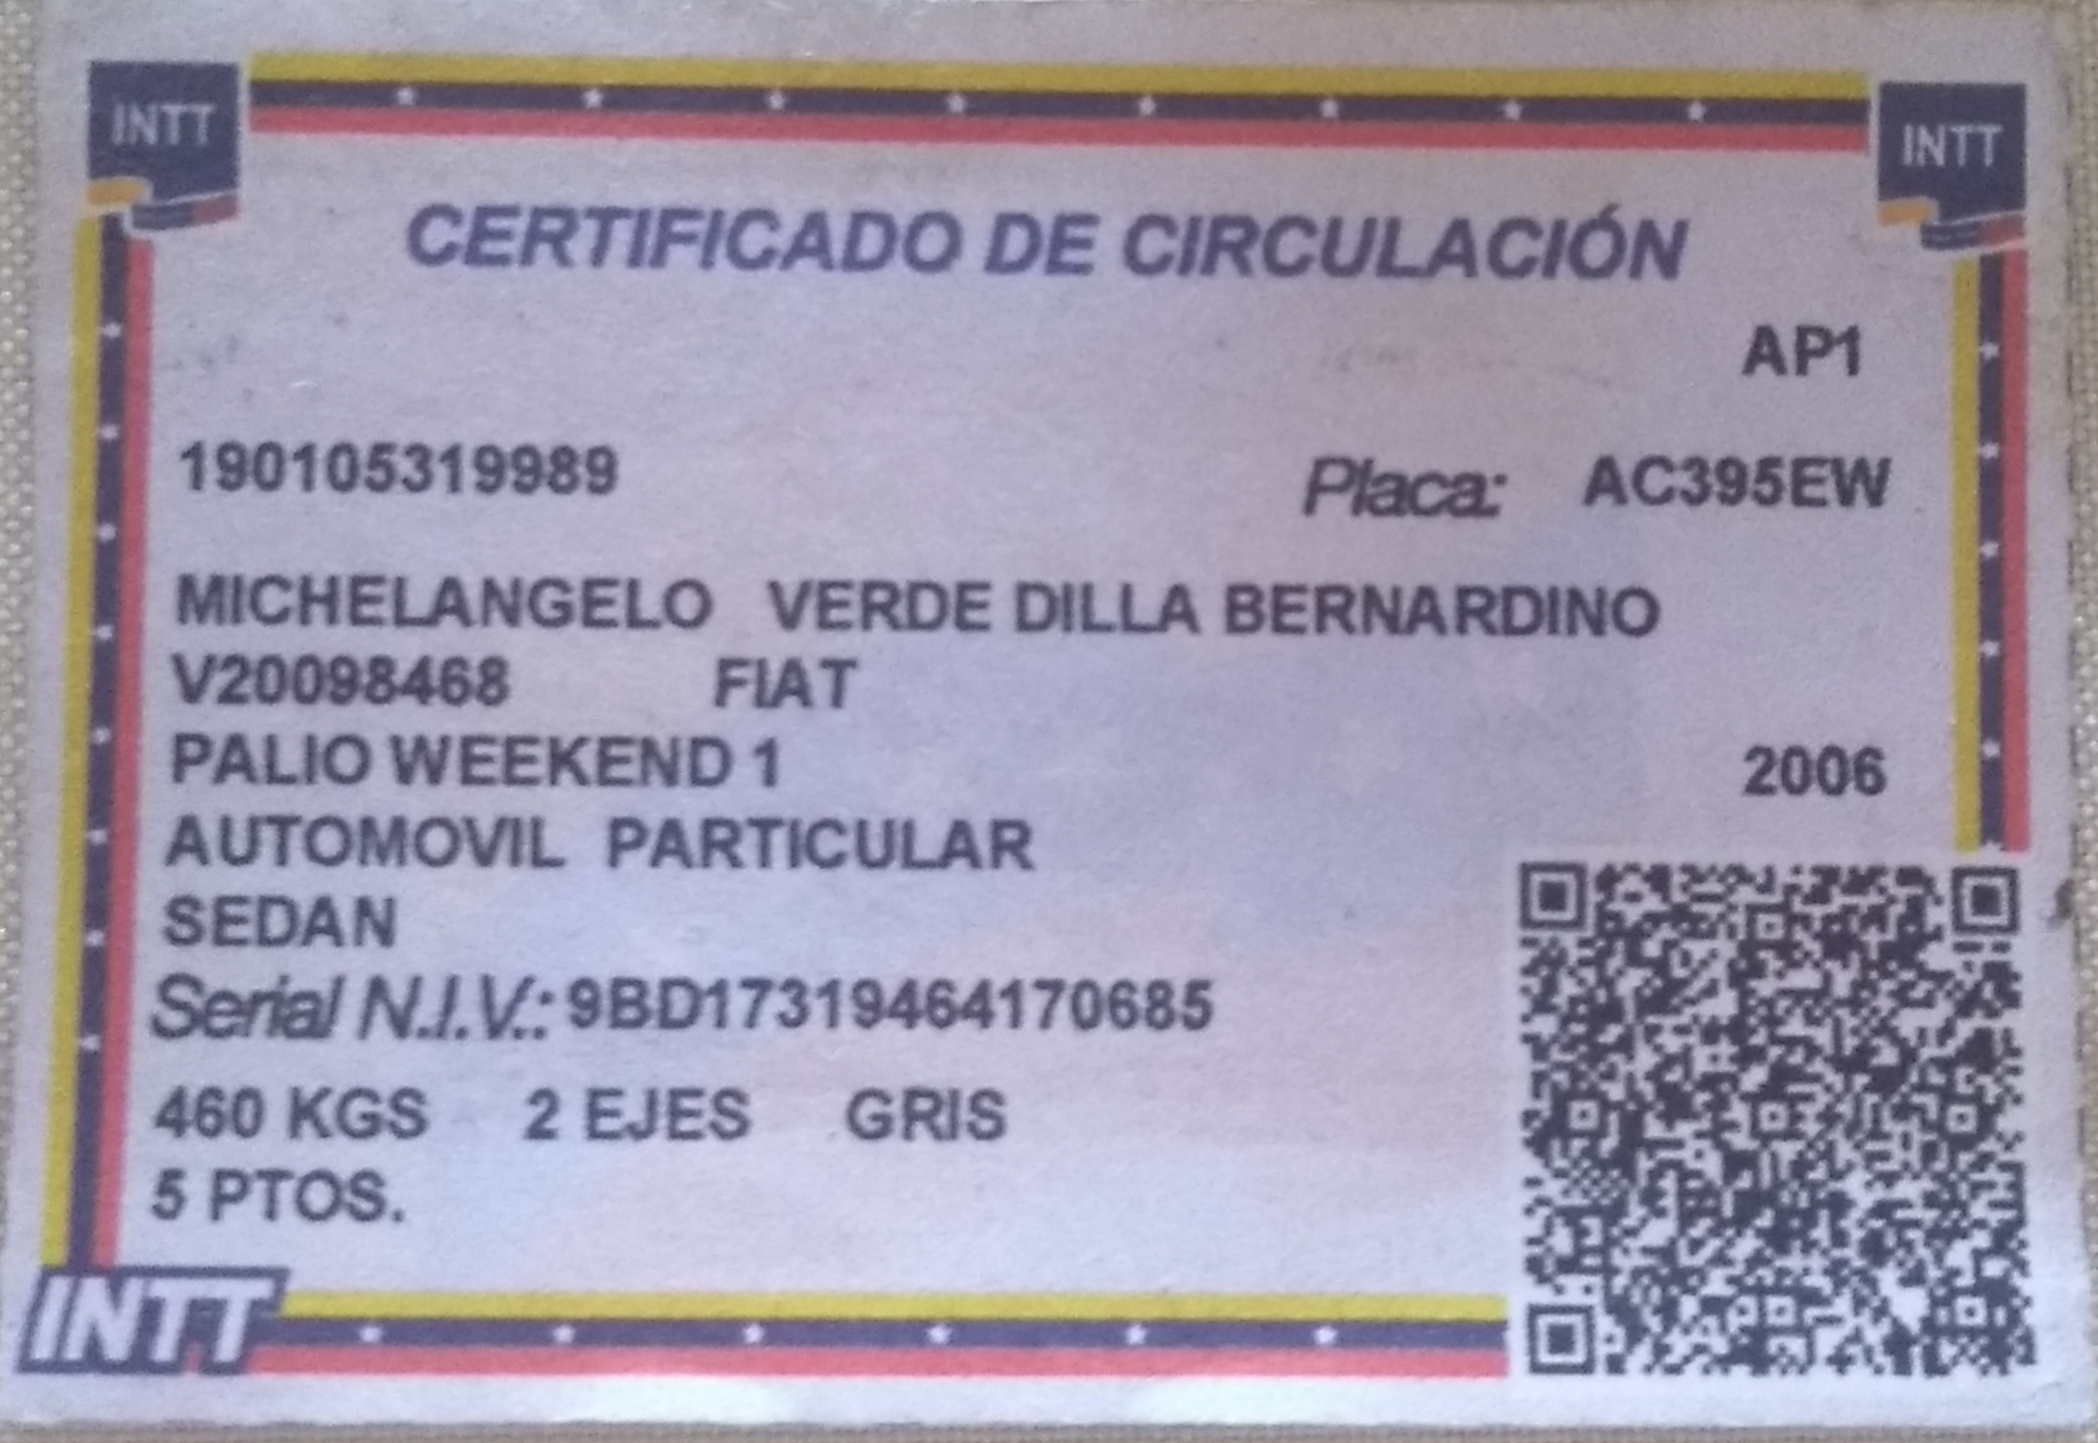 INTT
INTT
CERTIFICADO DE CIRCULACIÓN
AP1
190105319989 Placa: AC395EW
MICHELANGELO VERDE DILLA BERNARDINO
V20098468 FIAT
PALIO WEEKEND 1 2006
AUTOMOVIL PARTICULAR
SEDAN
Serial N.I.V.: 9BD17319464170685
460 KGS 2 EJES GRIS
5 PTOS.
INTT